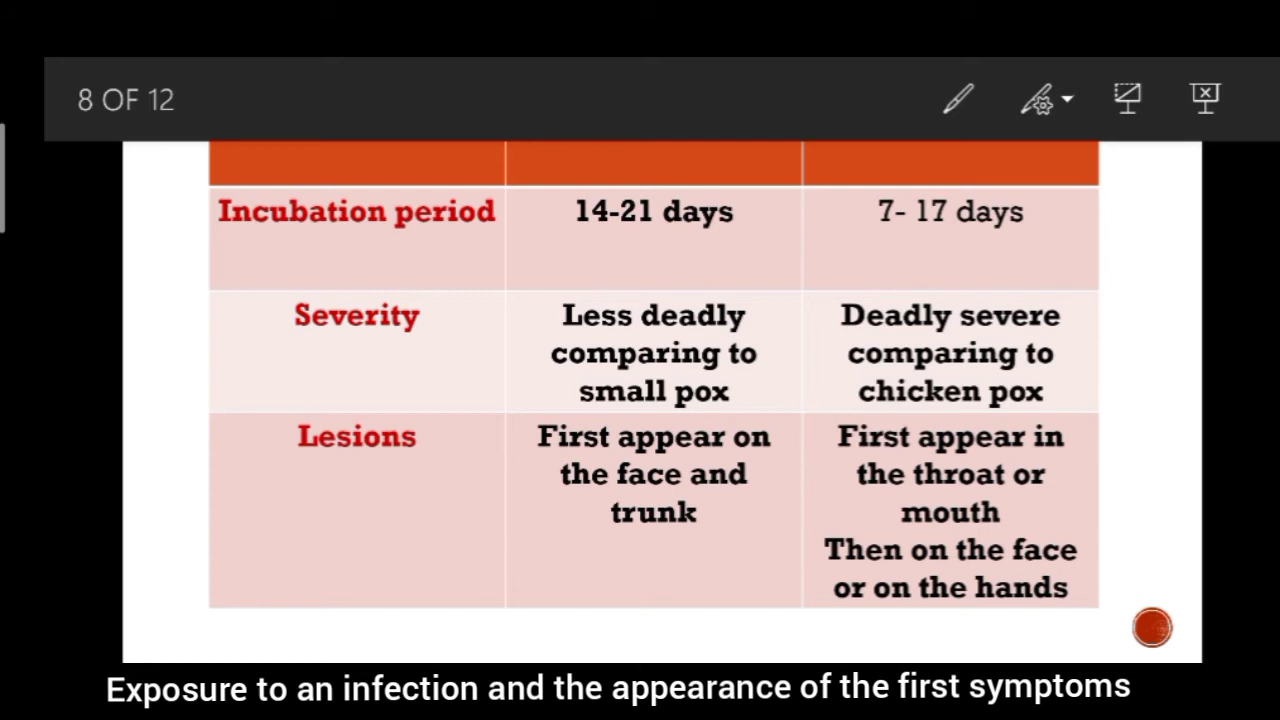 8 OF 12
Incubation period
14-21 days
7- 17 days
Severity
Less deadly
comparing to
small pox
Deadly severe
comparing to
chicken pox
Lesions
First appear on
the face and
trunk
First appear in
the throat or
mouth
Then on the face
or on the hands
Exposure to an infection and the appearance of the first symptoms